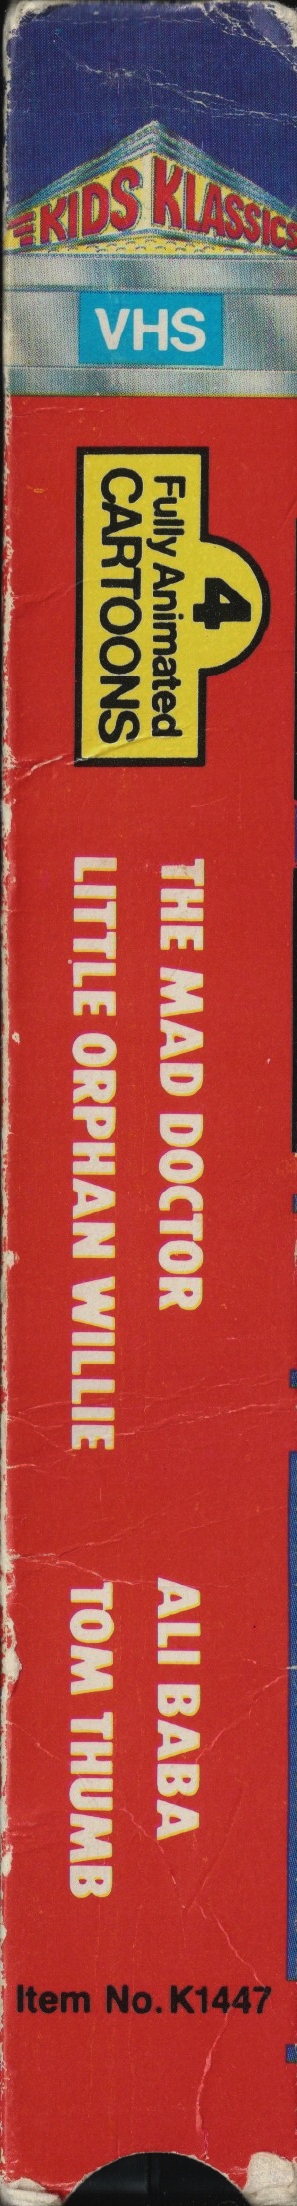 KIDS KLASSICS
VHS
4
Fully Animated
CARTOONS
THE MAD DOCTOR
LITTLE ORPHAN WILLIE
ALI BABA
TOM THUMB
Item No. K1447